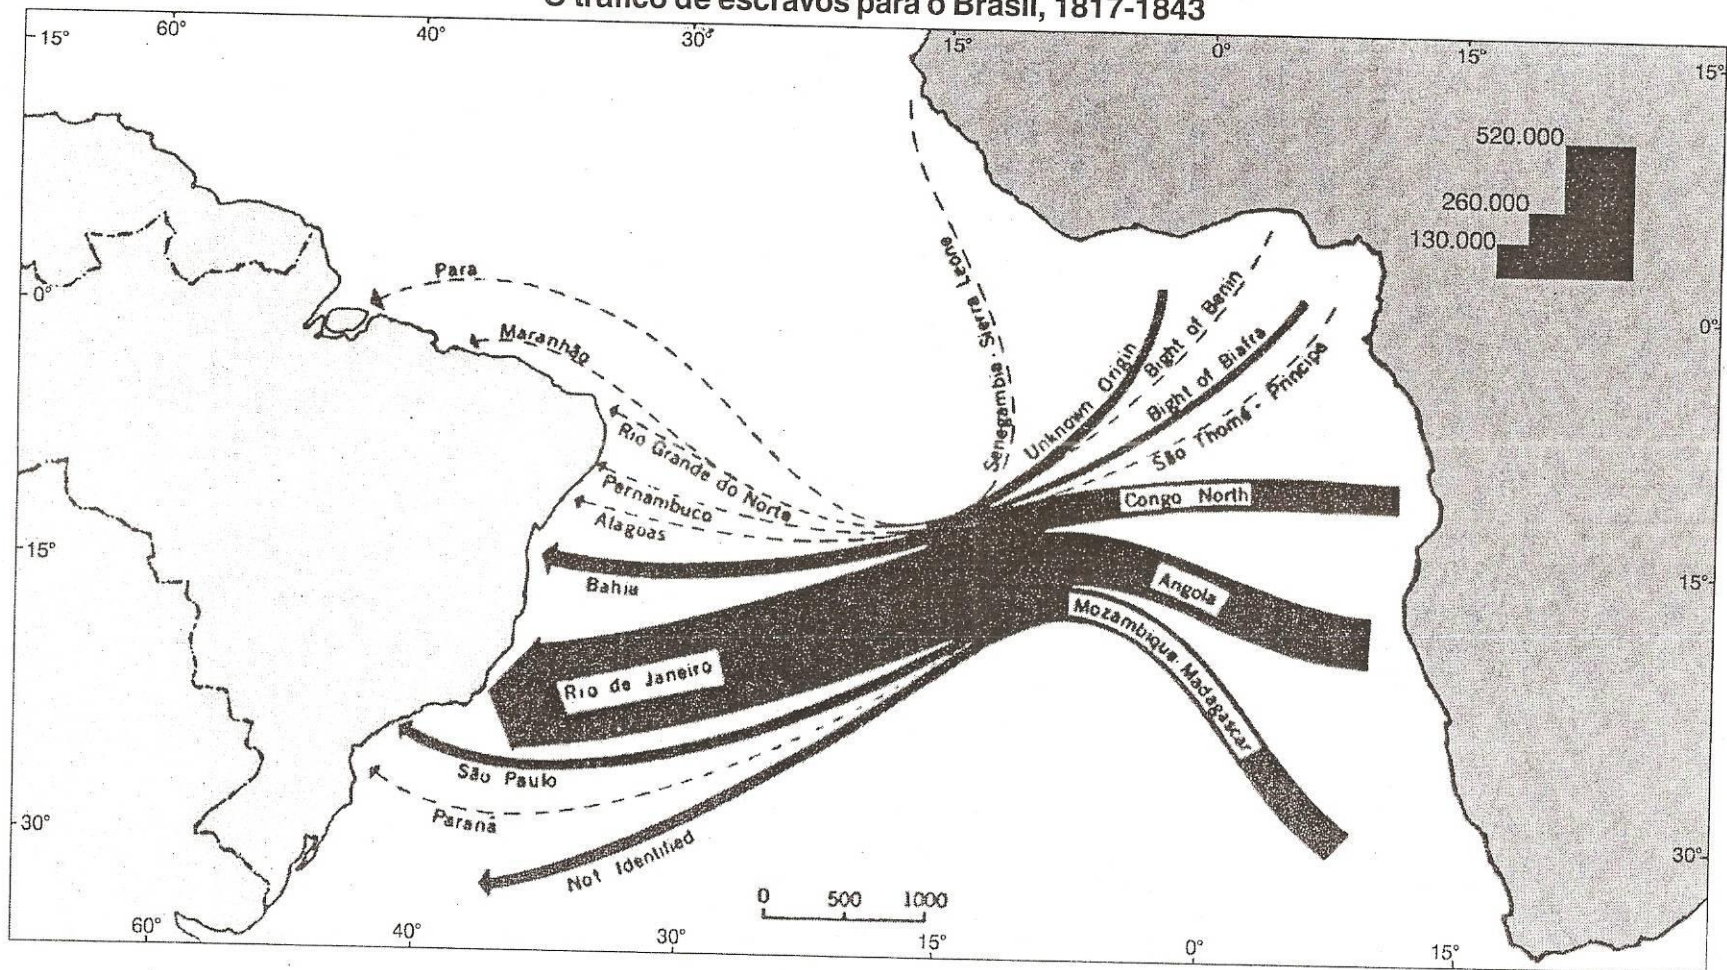 O tráfico de escravos para o Brasil, 1817-1843
15°
60°
40°
30°
15°
0°
15°
15°
520.000
260.000
130.000
Para
Maranhão
Rio Grande do Norte
Pernambuco
Alagoas
Bahia
Rio de Janeiro
São Paulo
Paraná
Not Identified
Senegambia · Sierra Leone
Unknown Origin
Bight of Benin
Bight of Biafra
São Thomé · Principe
Congo North
Angola
Mozambique · Madagascar
0°
0°
15°
15°
30°
30°
0 500 1000
60°
40°
30°
15°
0°
15°